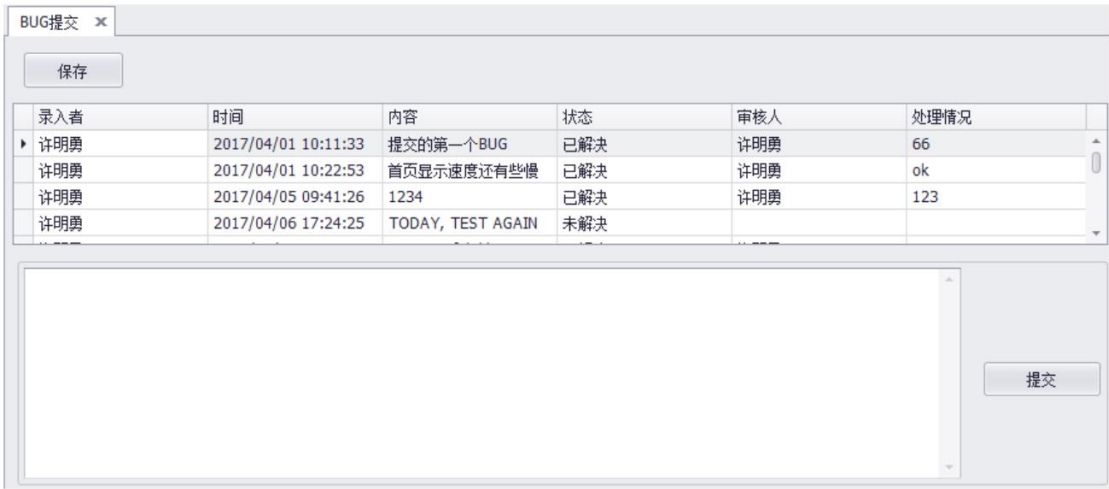 BUG提交
保存
录入者 时间 内容 状态 审核人 处理情况
许明勇 2017/04/01 10:11:33 提交的第一个BUG 已解决 许明勇 66
许明勇 2017/04/01 10:22:53 首页显示速度还有些慢 已解决 许明勇 ok
许明勇 2017/04/05 09:41:26 1234 已解决 许明勇 123
许明勇 2017/04/06 17:24:25 TODAY, TEST AGAIN 未解决
提交